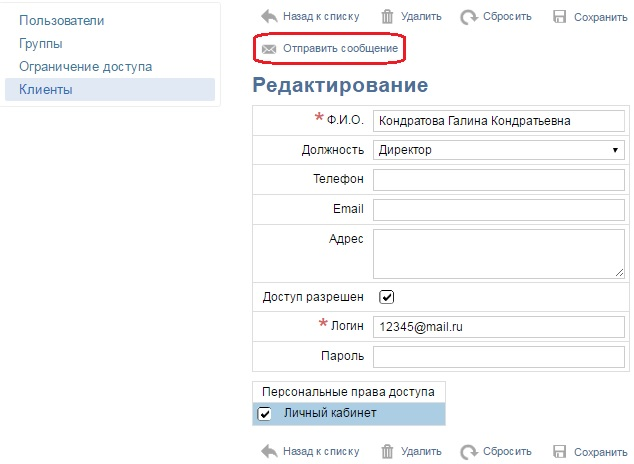 Пользователи
Группы
Ограничение доступа
Клиенты
Назад к списку Удалить Сбросить Сохранить
Отправить сообщение
Редактирование
* Ф.И.О. Кондратова Галина Кондратьевна
Должность Директор
Телефон
Email
Адрес
Доступ разрешен
* Логин 12345@mail.ru
Пароль
Персональные права доступа
Личный кабинет
Назад к списку Удалить Сбросить Сохранить